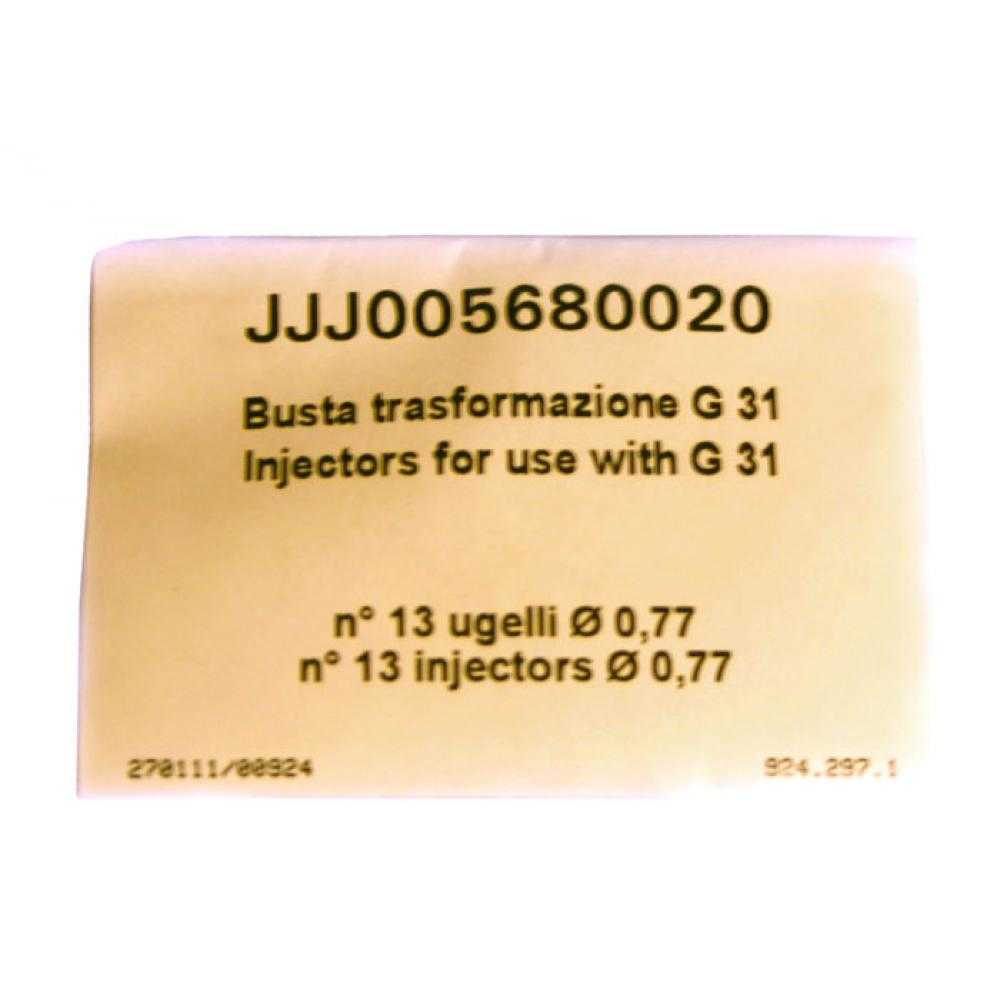 JJJ005680020
Busta trasformazione G 31
Injectors for use with G 31
n° 13 ugelli Ø 0,77
n° 13 injectors Ø 0,77
270111/00924
924.297.1